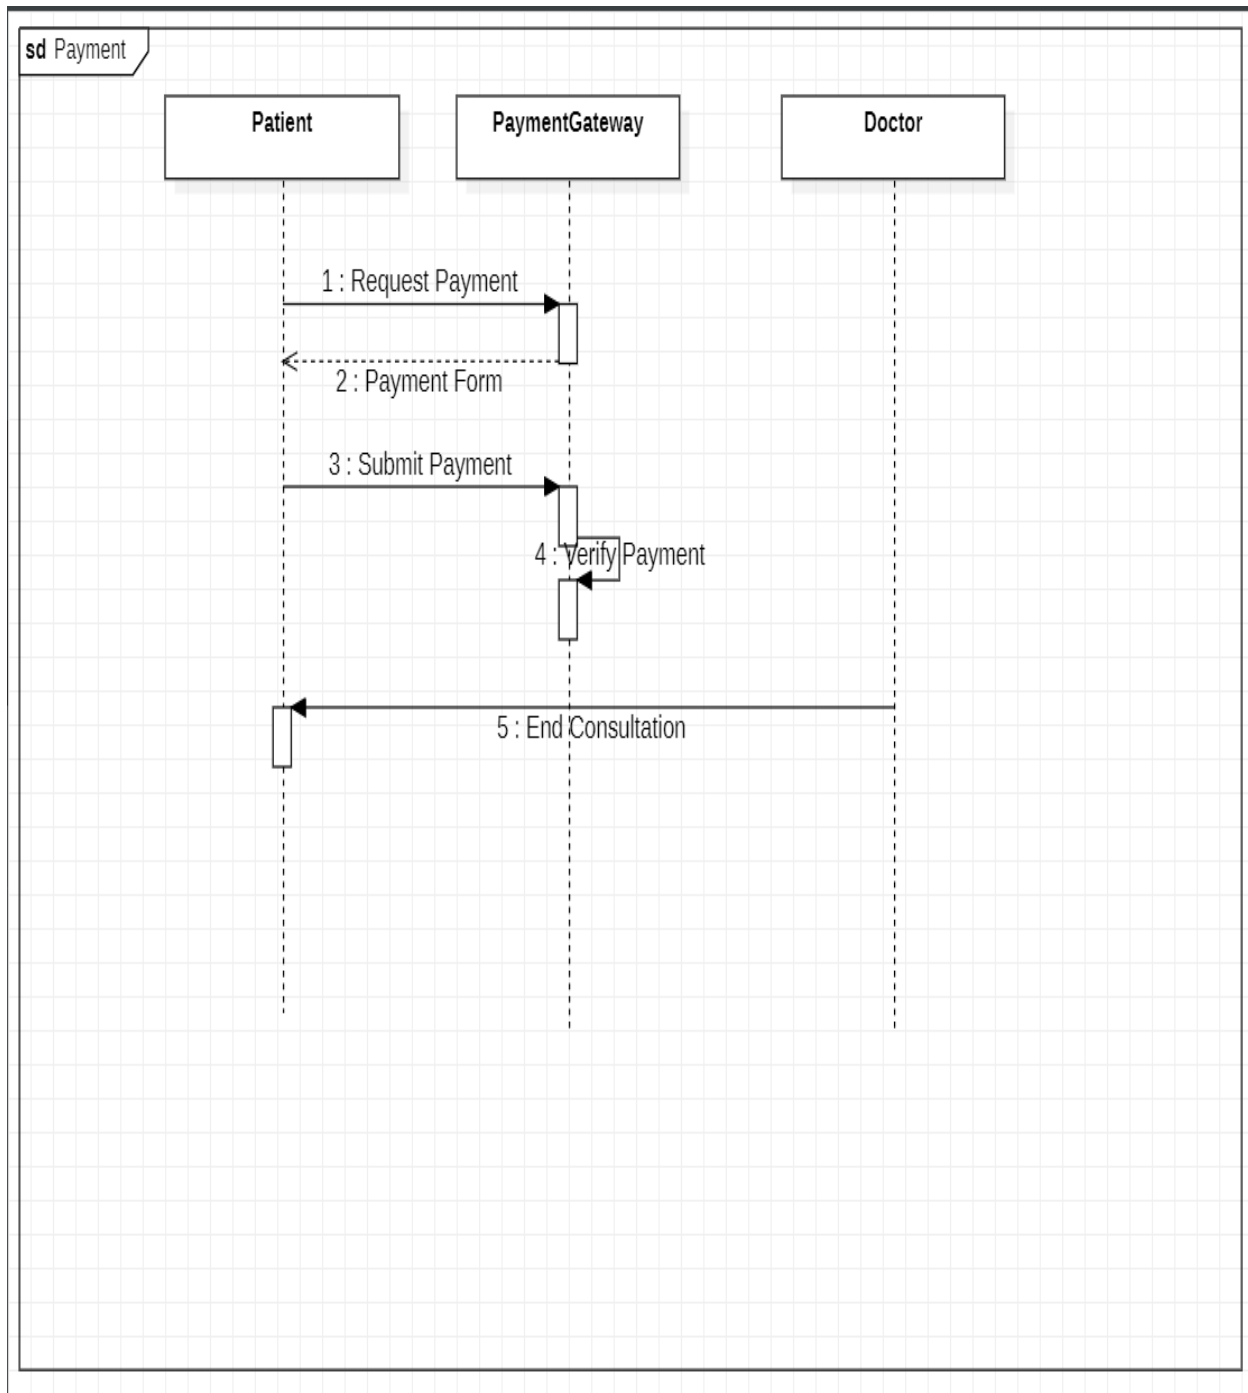 sd Payment
Patient
PaymentGateway
Doctor
1 : Request Payment
2 : Payment Form
3 : Submit Payment
4 : Verify Payment
5 : End Consultation